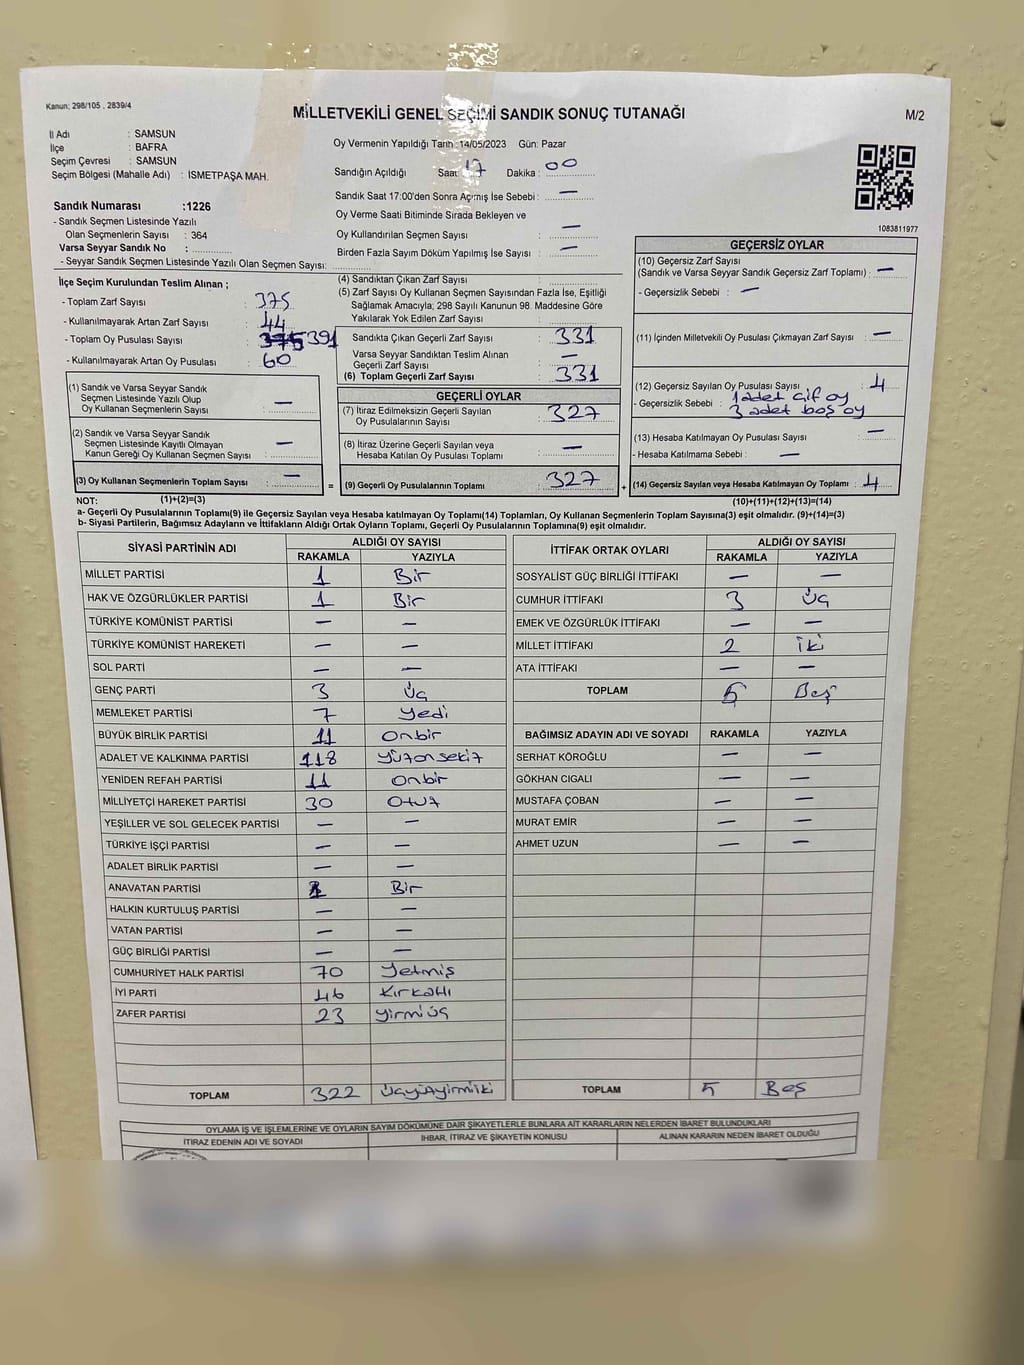 Kanun: 298/105 , 2839/4
MİLLETVEKİLİ GENEL SEÇİMİ SANDIK SONUÇ TUTANAĞI
M/2
İl Adı : SAMSUN
İlçe : BAFRA
Seçim Çevresi : SAMSUN
Seçim Bölgesi (Mahalle Adı) : İSMETPAŞA MAH.
Sandık Numarası :1226
- Sandık Seçmen Listesinde Yazılı
Olan Seçmenlerin Sayısı : 364
Varsa Seyyar Sandık No :
- Seyyar Sandık Seçmen Listesinde Yazılı Olan Seçmen Sayısı:
Oy Vermenin Yapıldığı Tarih :14/05/2023 Gün: Pazar
Sandığın Açıldığı Saat 17 Dakika : 00
Sandık Saat 17:00'den Sonra Açmış İse Sebebi : —
Oy Verme Saati Bitiminde Sırada Bekleyen ve
Oy Kullandırılan Seçmen Sayısı : —
Birden Fazla Sayım Döküm Yapılmış İse Sayısı : —
1083811977
İlçe Seçim Kurulundan Teslim Alınan ;
- Toplam Zarf Sayısı : 375
- Kullanılmayarak Artan Zarf Sayısı : 44
- Toplam Oy Pusulası Sayısı : 375 391
- Kullanılmayarak Artan Oy Pusulası : 60
(4) Sandıktan Çıkan Zarf Sayısı :
(5) Zarf Sayısı Oy Kullanan Seçmen Sayısından Fazla İse, Eşitliği
Sağlamak Amacıyla; 298 Sayılı Kanunun 98. Maddesine Göre
Yakılarak Yok Edilen Zarf Sayısı :
Sandıkta Çıkan Geçerli Zarf Sayısı : 331
Varsa Seyyar Sandıktan Teslim Alınan
Geçerli Zarf Sayısı : —
(6) Toplam Geçerli Zarf Sayısı : 331
GEÇERSİZ OYLAR
(10) Geçersiz Zarf Sayısı
(Sandık ve Varsa Seyyar Sandık Geçersiz Zarf Toplamı) : —
- Geçersizlik Sebebi : —
(11) İçinden Milletvekili Oy Pusulası Çıkmayan Zarf Sayısı : —
(12) Geçersiz Sayılan Oy Pusulası Sayısı : 4
- Geçersizlik Sebebi : 1 adet çif oy
3 adet boş oy
(13) Hesaba Katılmayan Oy Pusulası Sayısı : —
- Hesaba Katılmama Sebebi : —
(14) Geçersiz Sayılan veya Hesaba Katılmayan Oy Toplamı : 4
(1) Sandık ve Varsa Seyyar Sandık
Seçmen Listesinde Yazılı Olup
Oy Kullanan Seçmenlerin Sayısı : —
(2) Sandık ve Varsa Seyyar Sandık
Seçmen Listesinde Kayıtlı Olmayan
Kanun Gereği Oy Kullanan Seçmen Sayısı : —
(3) Oy Kullanan Seçmenlerin Toplam Sayısı : — =
GEÇERLİ OYLAR
(7) İtiraz Edilmeksizin Geçerli Sayılan
Oy Pusulalarının Sayısı : 327
(8) İtiraz Üzerine Geçerli Sayılan veya
Hesaba Katılan Oy Pusulası Toplamı : —
(9) Geçerli Oy Pusulalarının Toplamı : 327 +
NOT: (1)+(2)=(3)
(10)+(11)+(12)+(13)=(14)
a- Geçerli Oy Pusulalarının Toplamı(9) ile Geçersiz Sayılan veya Hesaba Katılmayan Oy Toplamı(14) Toplamları, Oy Kullanan Seçmenlerin Toplam Sayısına(3) eşit olmalıdır. (9)+(14)=(3)
b- Siyasi Partilerin, Bağımsız Adayların ve İttifakların Aldığı Ortak Oyların Toplamı, Geçerli Oy Pusulalarının Toplamına(9) eşit olmalıdır.
SİYASİ PARTİNİN ADI ALDIĞI OY SAYISI
RAKAMLA YAZIYLA
MİLLET PARTİSİ 1 Bir
HAK VE ÖZGÜRLÜKLER PARTİSİ 1 Bir
TÜRKİYE KOMÜNİST PARTİSİ — —
TÜRKİYE KOMÜNİST HAREKETİ — —
SOL PARTİ — —
GENÇ PARTİ 3 Üç
MEMLEKET PARTİSİ 7 Yedi
BÜYÜK BİRLİK PARTİSİ 11 Onbir
ADALET VE KALKINMA PARTİSİ 118 Yüzonsekiz
YENİDEN REFAH PARTİSİ 11 Onbir
MİLLİYETÇİ HAREKET PARTİSİ 30 Otuz
YEŞİLLER VE SOL GELECEK PARTİSİ — —
TÜRKİYE İŞÇİ PARTİSİ — —
ADALET BİRLİK PARTİSİ — —
ANAVATAN PARTİSİ 1 Bir
HALKIN KURTULUŞ PARTİSİ — —
VATAN PARTİSİ — —
GÜÇ BİRLİĞİ PARTİSİ — —
CUMHURİYET HALK PARTİSİ 70 Yetmiş
İYİ PARTİ 46 Kırkaltı
ZAFER PARTİSİ 23 Yirmiüç
TOPLAM 322 Üçyüzyirmiiki
İTTİFAK ORTAK OYLARI ALDIĞI OY SAYISI
RAKAMLA YAZIYLA
SOSYALİST GÜÇ BİRLİĞİ İTTİFAKI — —
CUMHUR İTTİFAKI 3 Üç
EMEK VE ÖZGÜRLÜK İTTİFAKI — —
MİLLET İTTİFAKI 2 İki
ATA İTTİFAKI — —
TOPLAM 5 Beş
BAĞIMSIZ ADAYIN ADI VE SOYADI RAKAMLA YAZIYLA
SERHAT KÖROĞLU — —
GÖKHAN CIGALI — —
MUSTAFA ÇOBAN — —
MURAT EMİR — —
AHMET UZUN — —
TOPLAM 5 Beş
OYLAMA İŞ VE İŞLEMLERİNE VE OYLARIN SAYIM DÖKÜMÜNE DAİR ŞİKAYETLERLE BUNLARA AİT KARARLARIN NELERDEN İBARET BULUNDUKLARI
İTİRAZ EDENİN ADI VE SOYADI İHBAR, İTİRAZ VE ŞİKAYETİN KONUSU ALINAN KARARIN NEDEN İBARET OLDUĞU